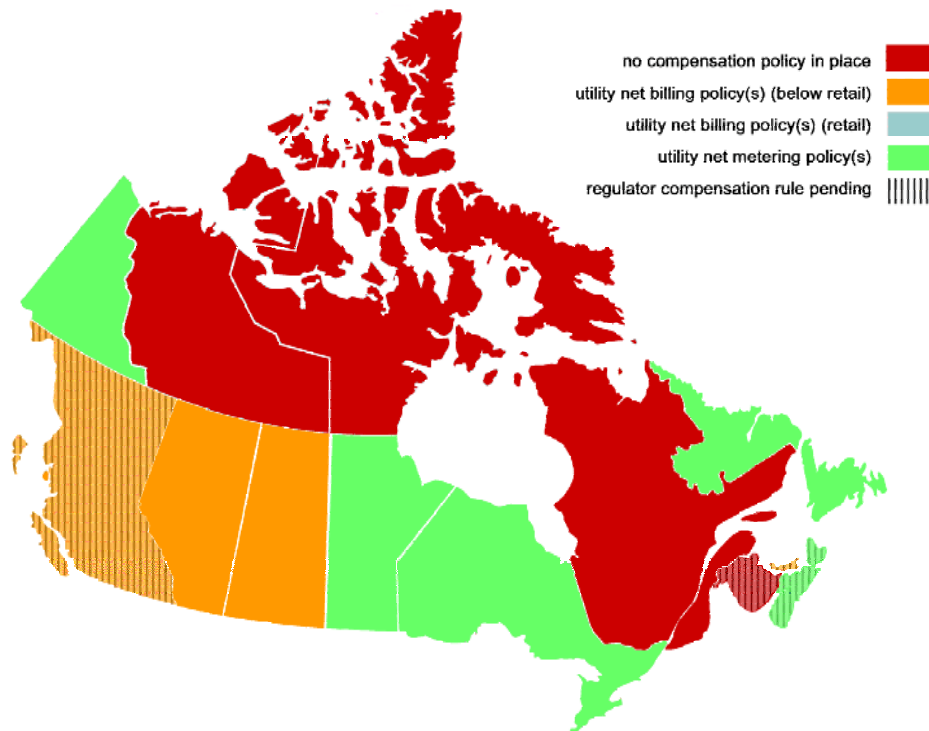 no compensation policy in place
utility net billing policy(s) (below retail)
utility net billing policy(s) (retail)
utility net metering policy(s)
regulator compensation rule pending